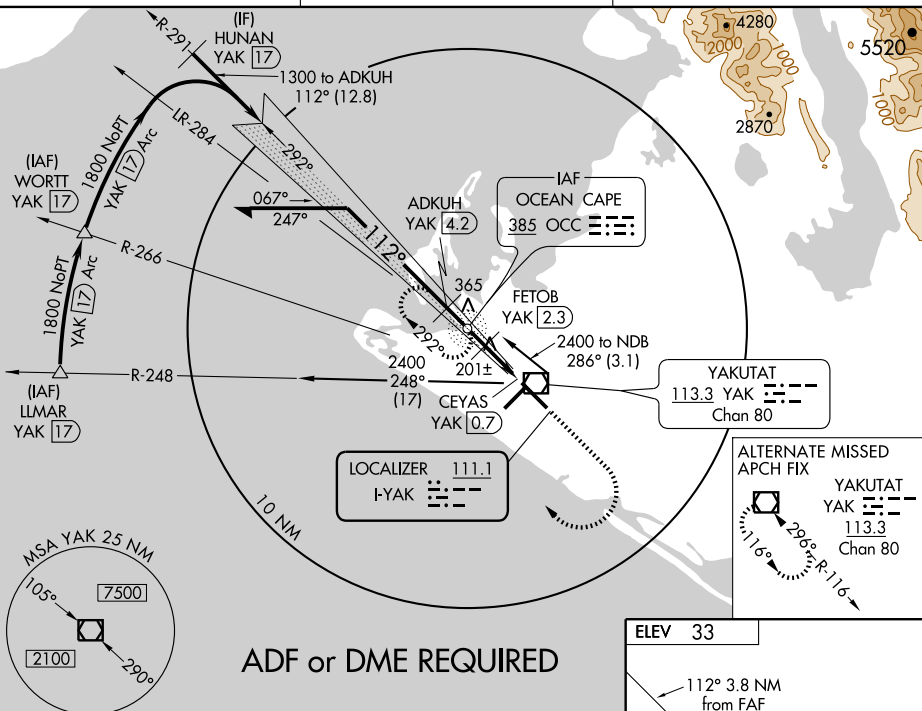 (IF)
HUNAN
YAK 17
R-291
1300 to ADKUH
112° (12.8)
4280
2000
1000
5520
1000
2870
LR-284
1800 NoPT
YAK 17 Arc
292°
(IAF)
WORTT
YAK 17
067°
247°
ADKUH
YAK 4.2
IAF
OCEAN CAPE
385 OCC
112°
R-266
365
FETOB
YAK 2.3
1800 NoPT
YAK 17 Arc
292°
2400 to NDB
286° (3.1)
201±
R-248
2400
248°
(17)
CEYAS
YAK 0.7
YAKUTAT
113.3 YAK
Chan 80
(IAF)
LLMAR
YAK 17
LOCALIZER 111.1
I-YAK
10 NM
ALTERNATE MISSED
APCH FIX
YAKUTAT
YAK
113.3
Chan 80
116°
296°
R-116
MSA YAK 25 NM
105°
7500
2100
290°
ADF or DME REQUIRED
ELEV 33
112° 3.8 NM
from FAF